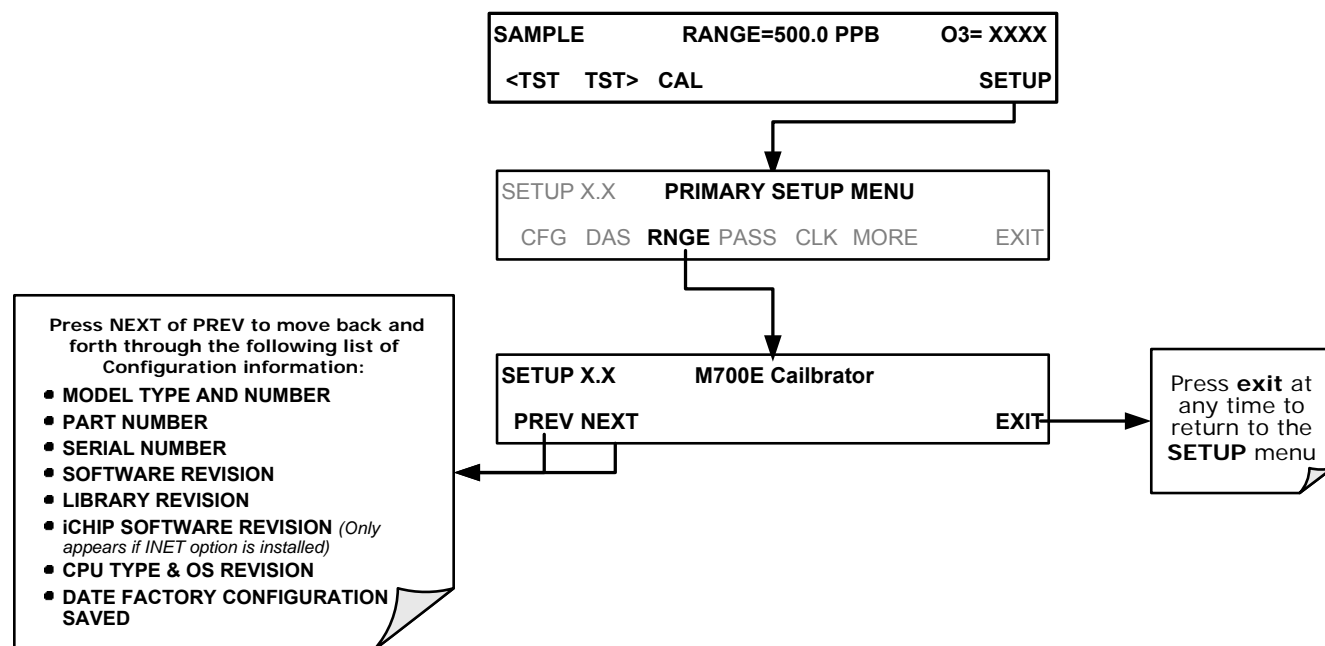 SAMPLE RANGE=500.0 PPB O3= XXXX
<TST TST> CAL SETUP
SETUP X.X PRIMARY SETUP MENU
CFG DAS RNGE PASS CLK MORE EXIT
SETUP X.X M700E Cailbrator
PREV NEXT EXIT
Press NEXT of PREV to move back and
forth through the following list of
Configuration information:
• MODEL TYPE AND NUMBER
• PART NUMBER
• SERIAL NUMBER
• SOFTWARE REVISION
• LIBRARY REVISION
• iCHIP SOFTWARE REVISION (Only
appears if INET option is installed)
• CPU TYPE & OS REVISION
• DATE FACTORY CONFIGURATION
SAVED
Press exit at
any time to
return to the
SETUP menu